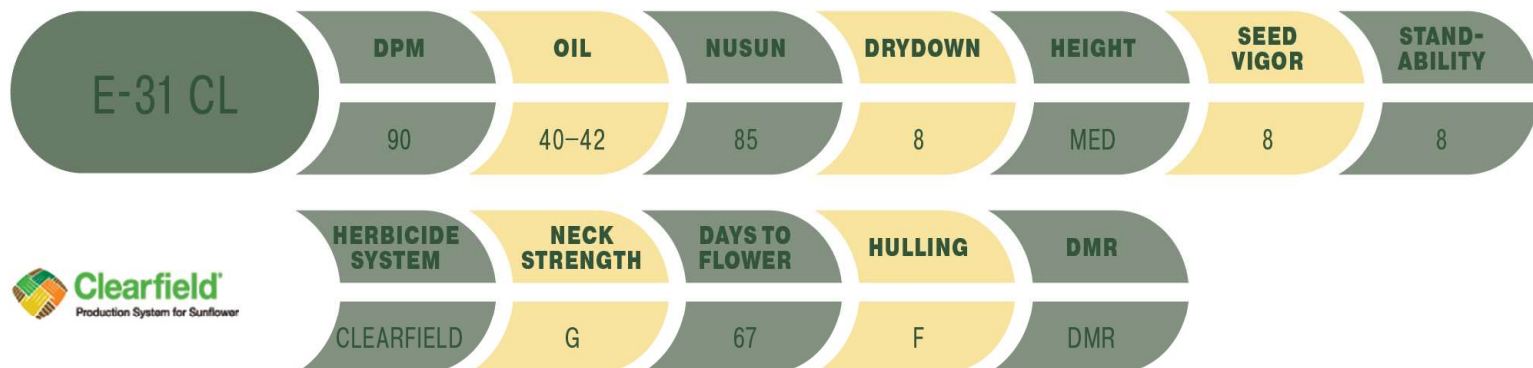 E-31 CL
DPM
OIL
NUSUN
DRYDOWN
HEIGHT
SEED
VIGOR
STAND-
ABILITY
90
40–42
85
8
MED
8
8
HERBICIDE
SYSTEM
NECK
STRENGTH
DAYS TO
FLOWER
HULLING
DMR
Clearfield®
Production System for Sunflower
CLEARFIELD
G
67
F
DMR